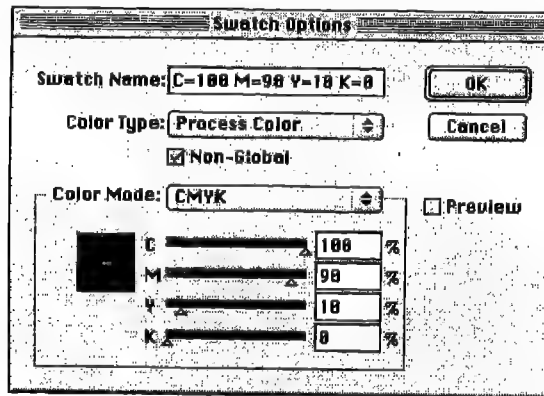 Swatch Options
Swatch Name: C=100 M=90 Y=10 K=0
OK
Color Type: Process Color
Cancel
Non-Global
Color Mode: CMYK
Preview
C 100 %
M 90 %
Y 10 %
K 0 %